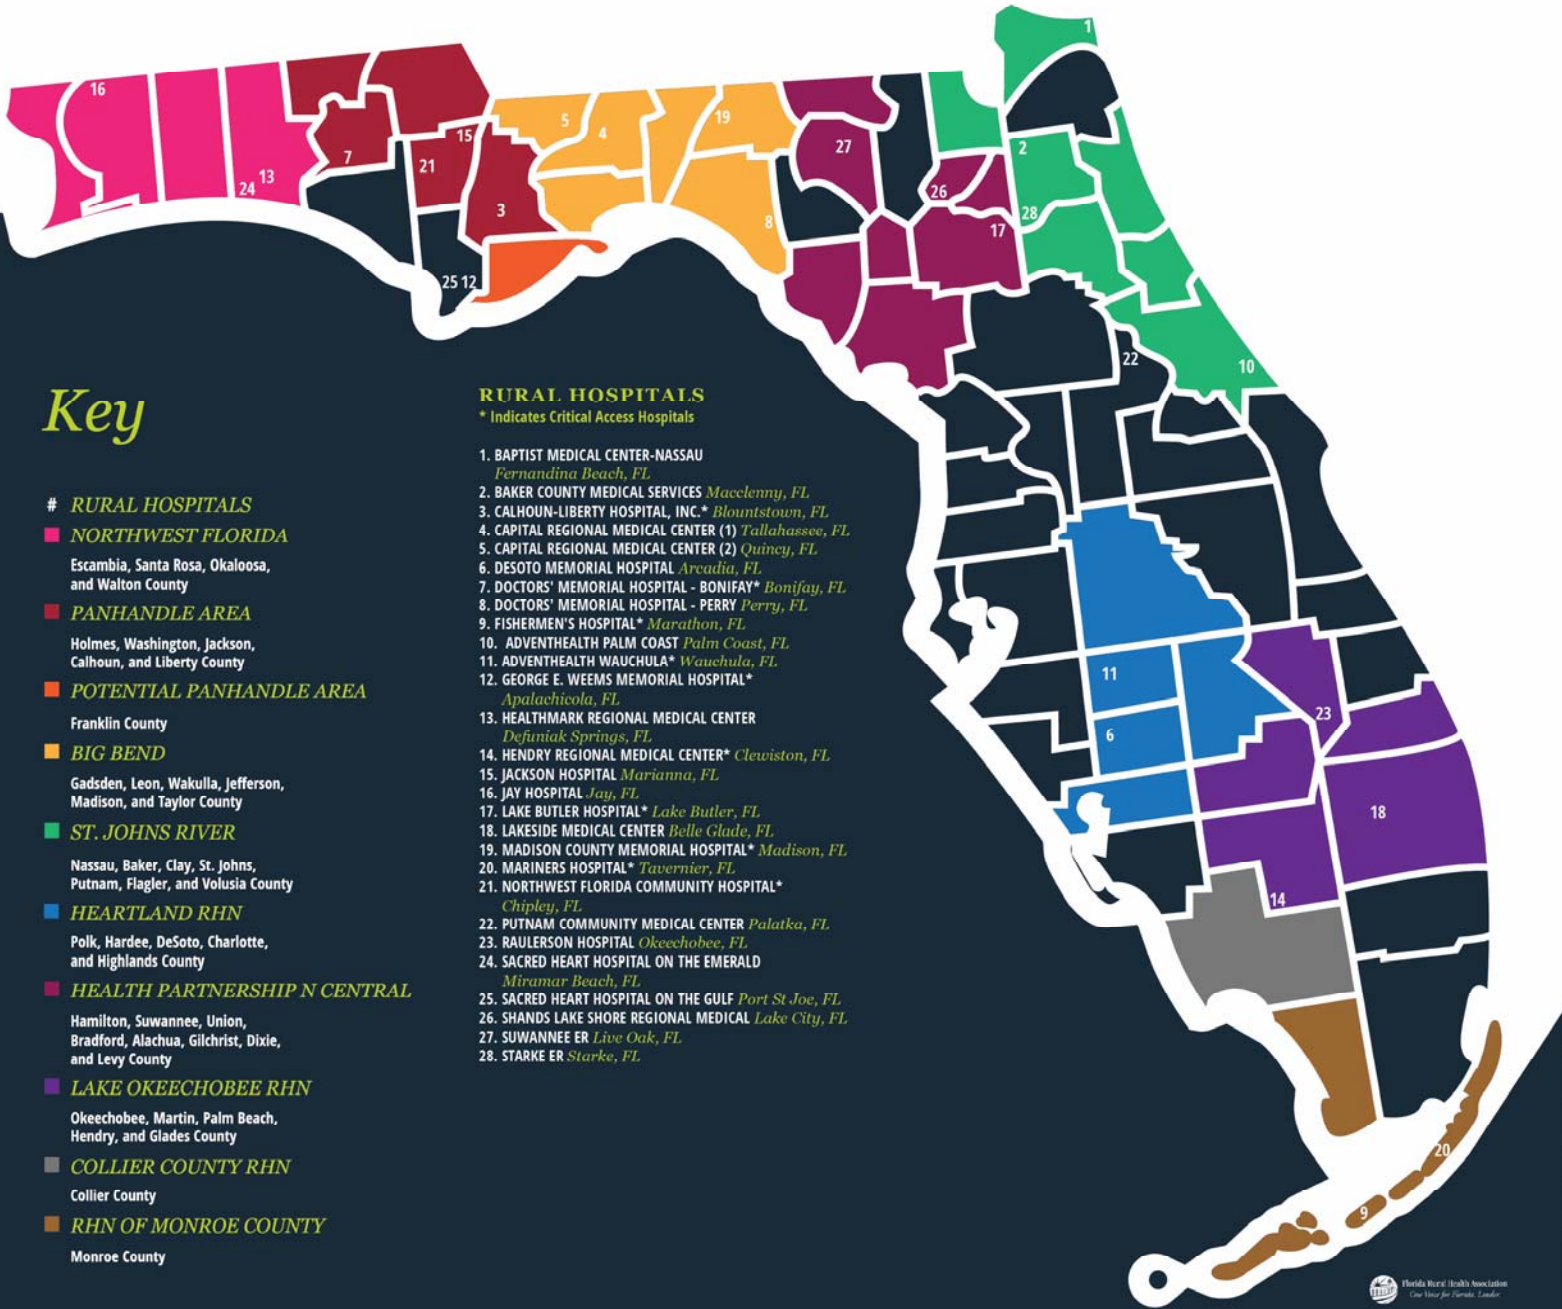 Key
# RURAL HOSPITALS
NORTHWEST FLORIDA
Escambia, Santa Rosa, Okaloosa,
and Walton County
PANHANDLE AREA
Holmes, Washington, Jackson,
Calhoun, and Liberty County
POTENTIAL PANHANDLE AREA
Franklin County
BIG BEND
Gadsden, Leon, Wakulla, Jefferson,
Madison, and Taylor County
ST. JOHNS RIVER
Nassau, Baker, Clay, St. Johns,
Putnam, Flagler, and Volusia County
HEARTLAND RHN
Polk, Hardee, DeSoto, Charlotte,
and Highlands County
HEALTH PARTNERSHIP N CENTRAL
Hamilton, Suwannee, Union,
Bradford, Alachua, Gilchrist, Dixie,
and Levy County
LAKE OKEECHOBEE RHN
Okeechobee, Martin, Palm Beach,
Hendry, and Glades County
COLLIER COUNTY RHN
Collier County
RHN OF MONROE COUNTY
Monroe County
RURAL HOSPITALS
* Indicates Critical Access Hospitals
1. BAPTIST MEDICAL CENTER-NASSAU
Fernandina Beach, FL
2. BAKER COUNTY MEDICAL SERVICES Macclenny, FL
3. CALHOUN-LIBERTY HOSPITAL, INC.* Blountstown, FL
4. CAPITAL REGIONAL MEDICAL CENTER (1) Tallahassee, FL
5. CAPITAL REGIONAL MEDICAL CENTER (2) Quincy, FL
6. DESOTO MEMORIAL HOSPITAL Arcadia, FL
7. DOCTORS' MEMORIAL HOSPITAL - BONIFAY* Bonifay, FL
8. DOCTORS' MEMORIAL HOSPITAL - PERRY Perry, FL
9. FISHERMEN'S HOSPITAL* Marathon, FL
10. ADVENTHEALTH PALM COAST Palm Coast, FL
11. ADVENTHEALTH WAUCHULA* Wauchula, FL
12. GEORGE E. WEEMS MEMORIAL HOSPITAL*
Apalachicola, FL
13. HEALTHMARK REGIONAL MEDICAL CENTER
Defuniak Springs, FL
14. HENDRY REGIONAL MEDICAL CENTER* Clewiston, FL
15. JACKSON HOSPITAL Marianna, FL
16. JAY HOSPITAL Jay, FL
17. LAKE BUTLER HOSPITAL* Lake Butler, FL
18. LAKESIDE MEDICAL CENTER Belle Glade, FL
19. MADISON COUNTY MEMORIAL HOSPITAL* Madison, FL
20. MARINERS HOSPITAL* Tavernier, FL
21. NORTHWEST FLORIDA COMMUNITY HOSPITAL*
Chipley, FL
22. PUTNAM COMMUNITY MEDICAL CENTER Palatka, FL
23. RAULERSON HOSPITAL Okeechobee, FL
24. SACRED HEART HOSPITAL ON THE EMERALD
Miramar Beach, FL
25. SACRED HEART HOSPITAL ON THE GULF Port St Joe, FL
26. SHANDS LAKE SHORE REGIONAL MEDICAL Lake City, FL
27. SUWANNEE ER Live Oak, FL
28. STARKE ER Starke, FL
1
16
5
4
19
15
27
2
7
21
13
24
26
3
28
8
17
25 12
22
10
11
23
6
18
14
20
9
Florida Rural Health Association
One Voice for Florida.